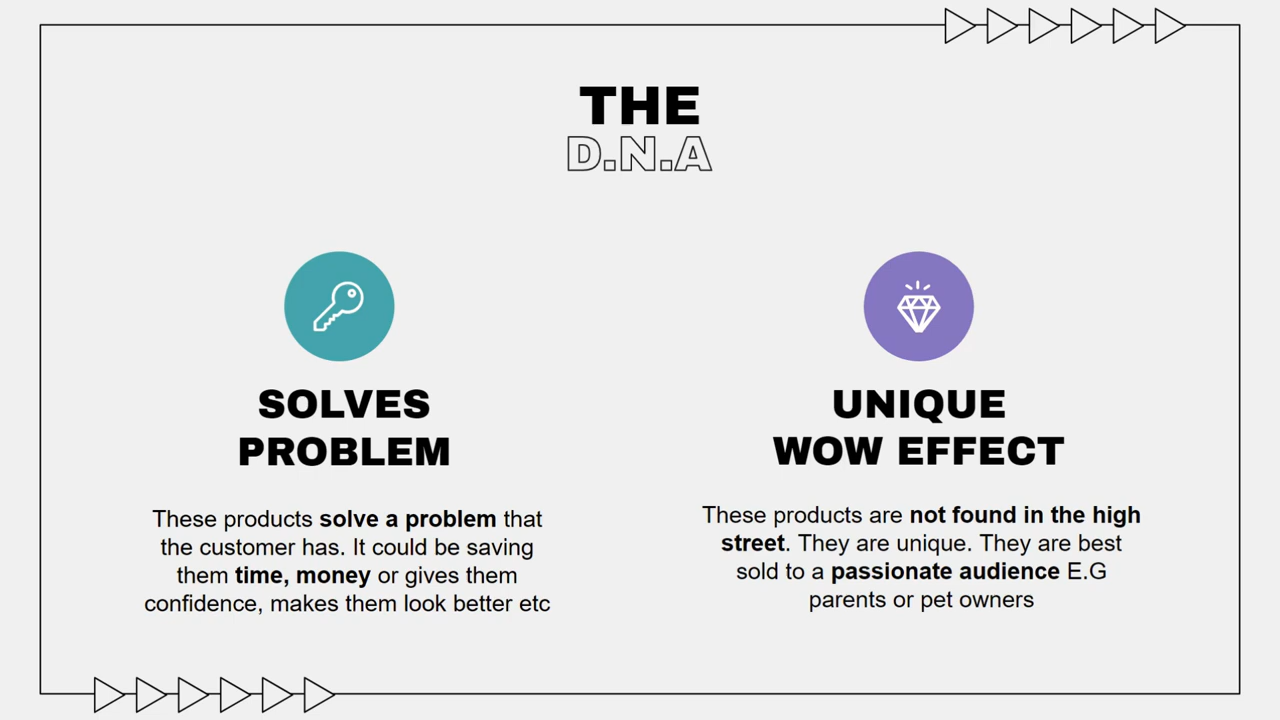 THE
D.N.A
SOLVES
PROBLEM
These products solve a problem that
the customer has. It could be saving
them time, money or gives them
confidence, makes them look better etc
UNIQUE
WOW EFFECT
These products are not found in the high
street. They are unique. They are best
sold to a passionate audience E.G
parents or pet owners